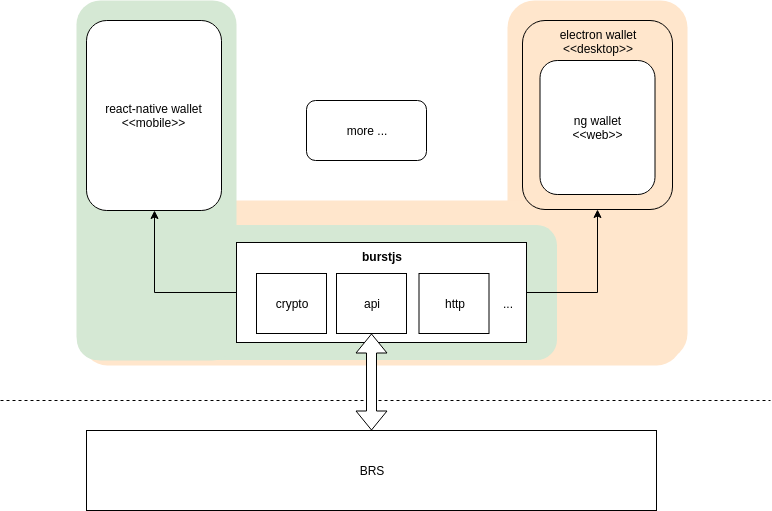 react-native wallet
<<mobile>>
more ...
electron wallet
<<desktop>>
ng wallet
<<web>>
burstjs
crypto
api
http
...
BRS